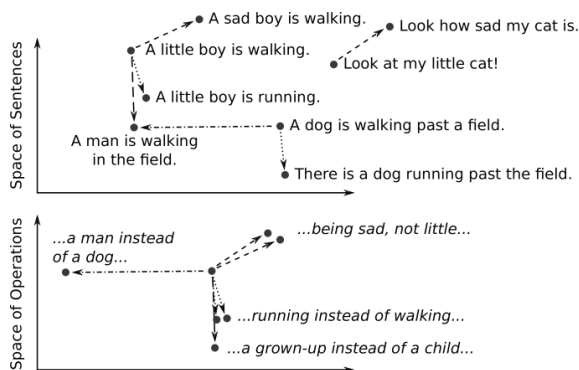 A sad boy is walking.
Look how sad my cat is.
A little boy is walking.
Look at my little cat!
A little boy is running.
A dog is walking past a field.
A man is walking
in the field.
There is a dog running past the field.
Space of Sentences
...being sad, not little...
...a man instead
of a dog...
...running instead of walking...
...a grown-up instead of a child...
Space of Operations